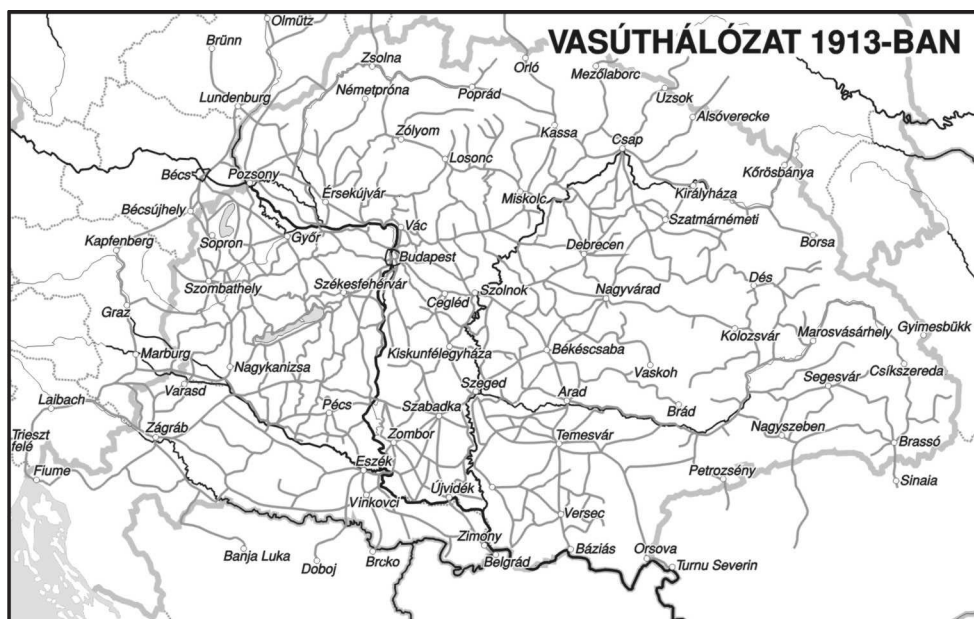 VASÚTHÁLÓZAT 1913-BAN
Olmütz
Brünn
Zsolna
Orló
Mezőlaborc
Németpróna
Poprád
Uzsok
Lundenburg
Alsóverecke
Zólyom
Kassa
Csap
Losonc
Kőrősbánya
Bécs
Pozsony
Érsekújvár
Miskolc
Királyháza
Bécsújhely
Vác
Szatmárnémeti
Kapfenberg
Sopron
Győr
Debrecen
Borsa
Budapest
Szombathely
Székesfehérvár
Cegléd
Szolnok
Nagyvárad
Dés
Graz
Kolozsvár
Marosvásárhely
Gyimesbükk
Marburg
Nagykanizsa
Kiskunfélegyháza
Békéscsaba
Vaskoh
Segesvár
Csíkszereda
Varasd
Szeged
Laibach
Pécs
Szabadka
Arad
Brád
Zágráb
Zombor
Temesvár
Nagyszeben
Brassó
Trieszt
felé
Fiume
Eszék
Petrozsény
Sinaia
Vinkovci
Újvidék
Versec
Zimony
Banja Luka
Doboj
Brcko
Belgrád
Báziás
Orsova
Turnu Severin